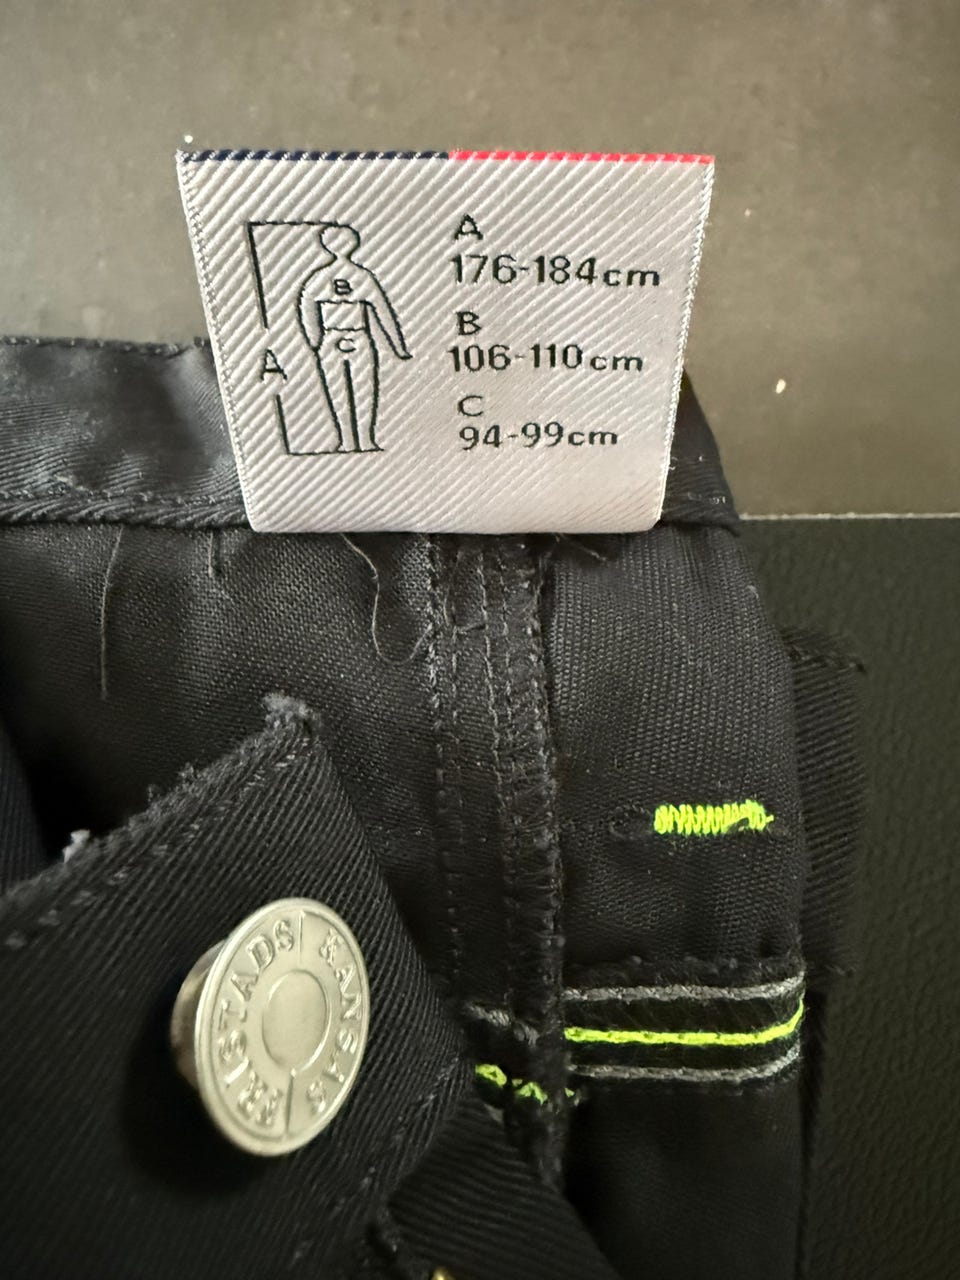 A
176-184cm
B
106-110cm
C
94-99cm
B
C
A
FRISTADS KANSAS